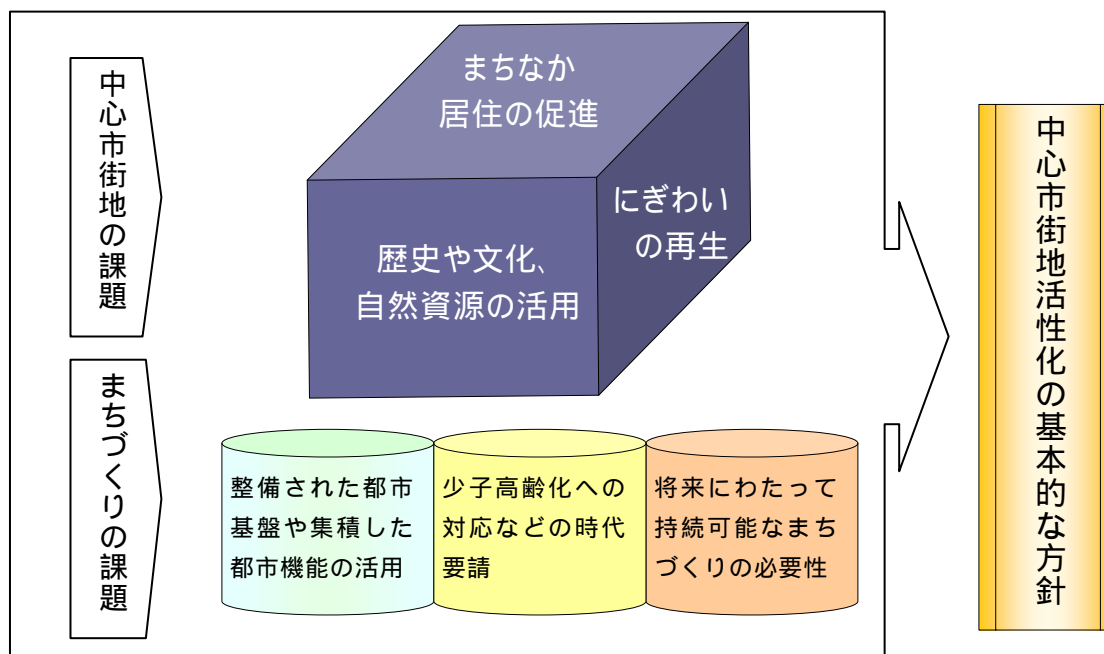 中心市街地の課題
まちなか
居住の促進
にぎわい
の再生
歴史や文化、
自然資源の活用
まちづくりの課題
整備された都市
基盤や集積した
都市機能の活用
少子高齢化への
対応などの時代
要請
将来にわたって
持続可能なまち
づくりの必要性
中心市街地活性化の基本的な方針